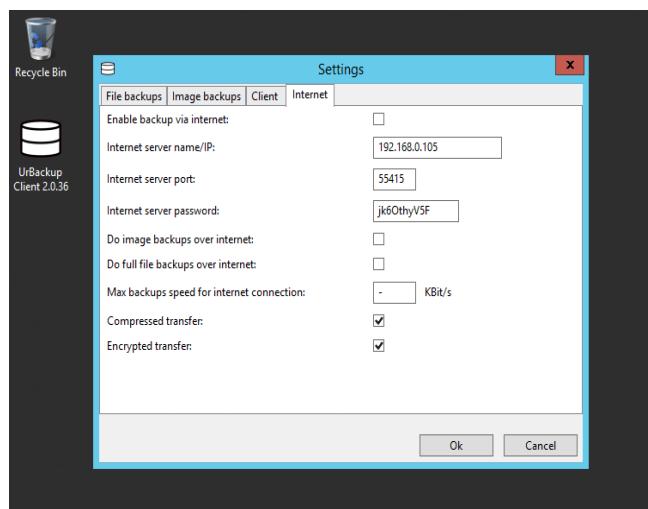 Recycle Bin
UrBackup
Client 2.0.36
Settings
x
File backups Image backups Client Internet
Enable backup via internet:
Internet server name/IP: 192.168.0.105
Internet server port: 55415
Internet server password: jk6OthyV5F
Do image backups over internet:
Do full file backups over internet:
Max backups speed for internet connection: - KBit/s
Compressed transfer:
Encrypted transfer:
Ok Cancel